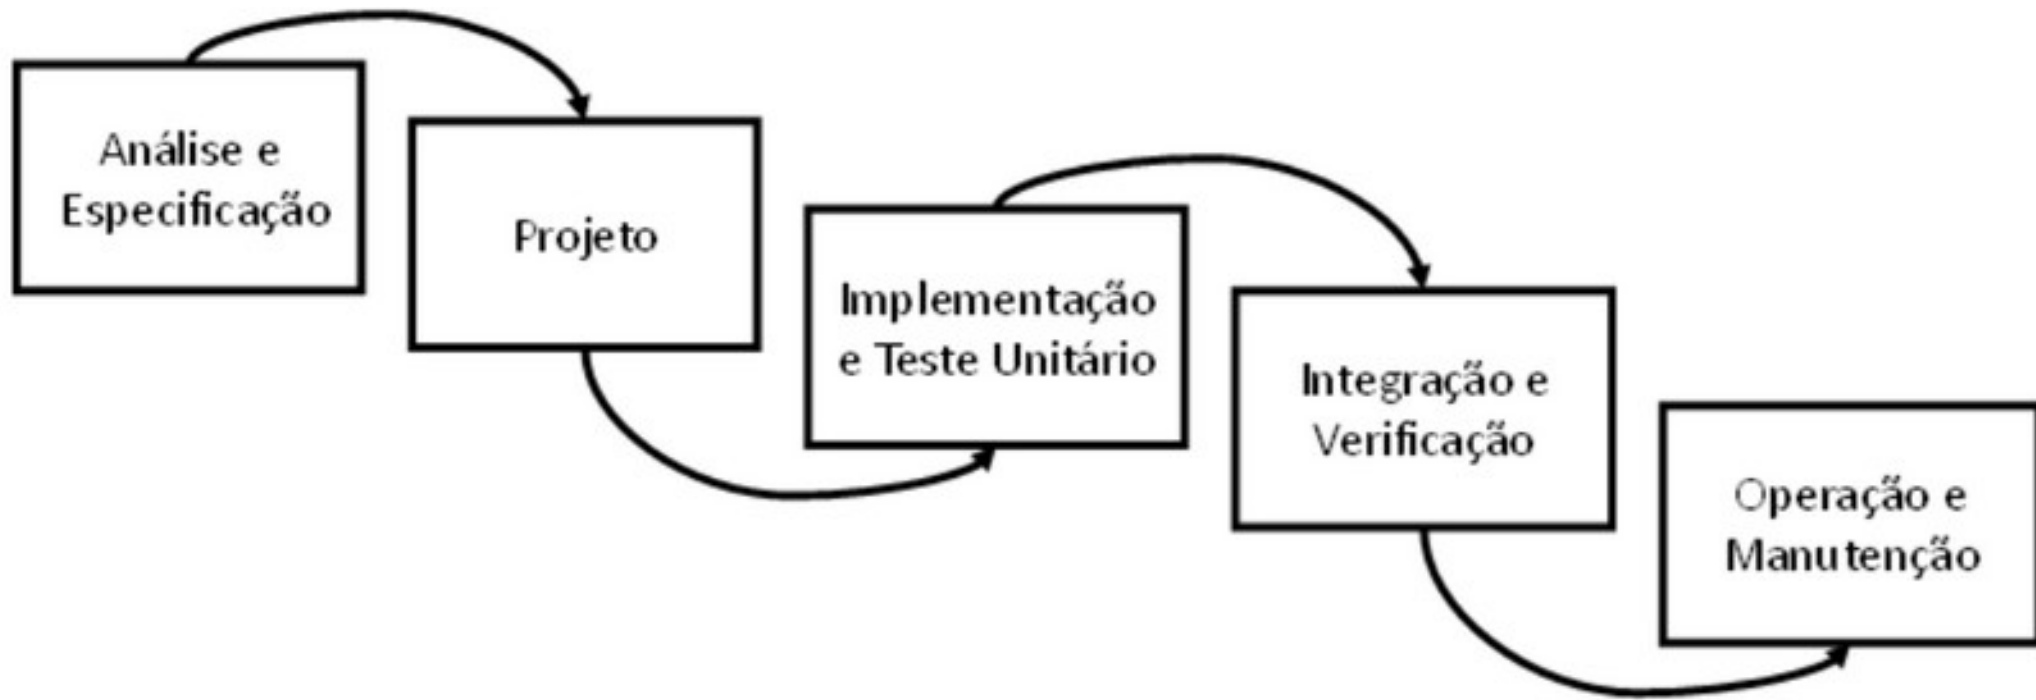 Análise e
Especificação
Projeto
Implementação
e Teste Unitário
Integração e
Verificação
Operação e
Manutenção